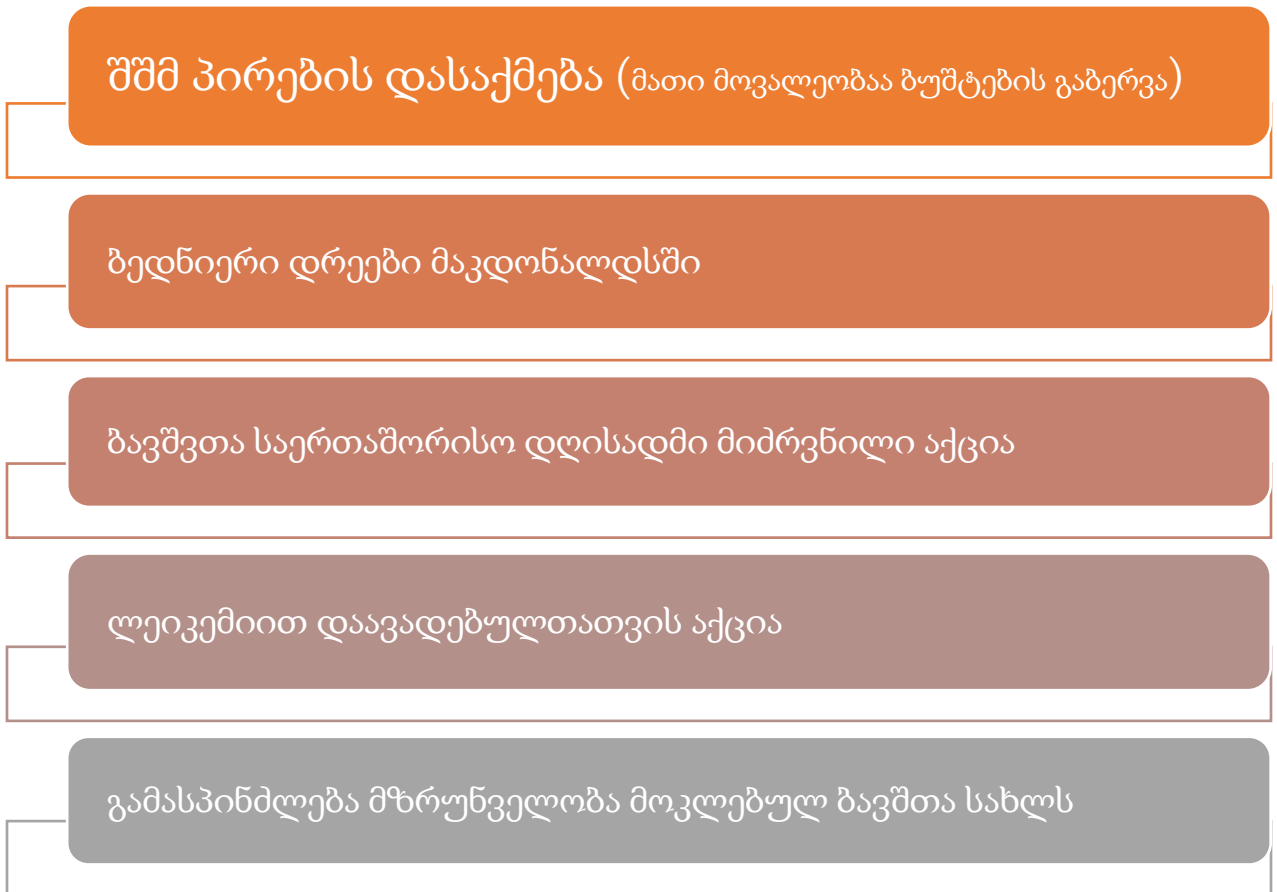 შშმ პირების დასაქმება (მათი მოვალეობაა ბუშტების გაბერვა)
ბედნიერი დრეები მაკდონალდსში
ბავშვთა საერთაშორისო დღისადმი მიძრვნილი აქცია
ლეიკემიით დაავადებულთათვის აქცია
გამასპინძლება მზრუნველობა მოკლებულ ბავშთა სახლს